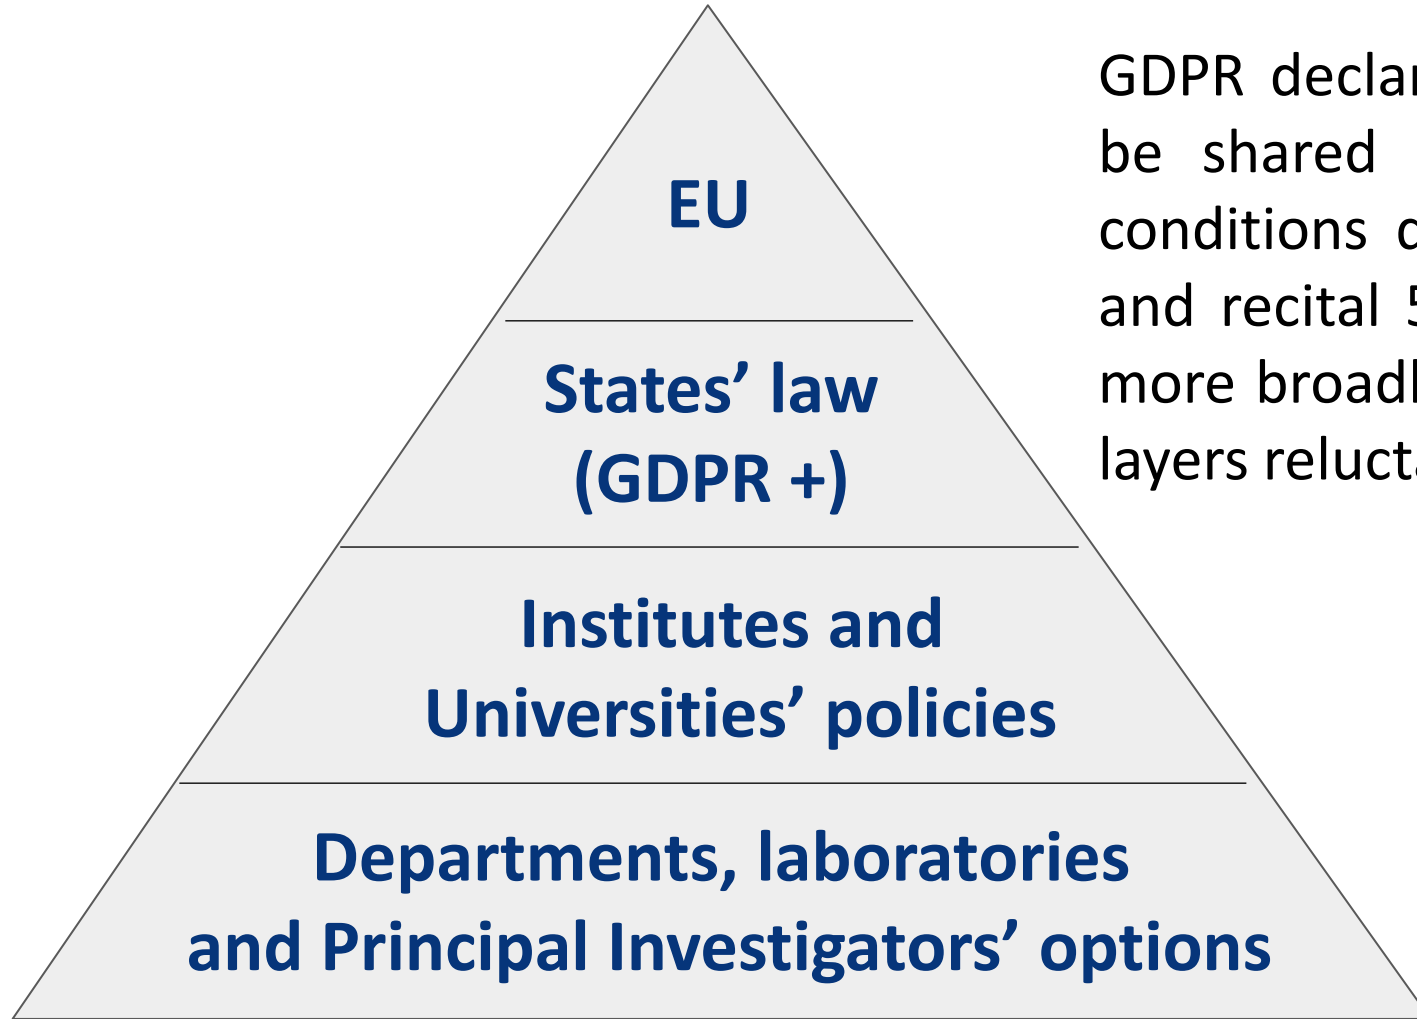 EU
States’ law
(GDPR +)
Institutes and
Universities’ policies
Departments, laboratories
and Principal Investigators’ options
GDPR
be shared
conditions
and recital
more
layers